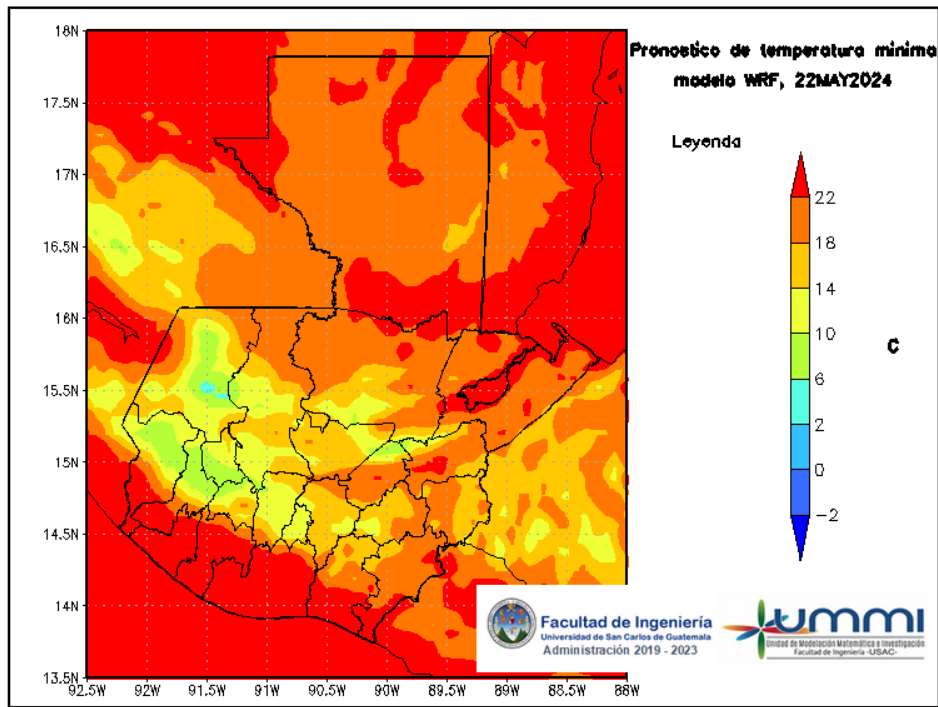 Pronostico de temperatura minima
modelo WRF, 22MAY2024
Leyenda
22
18
14
10
6
2
0
-2
C
18N
17.5N
17N
16.5N
16N
15.5N
15N
14.5N
14N
13.5N
92.5W
92W
91.5W
91W
90.5W
90W
89.5W
89W
88.5W
88W
Facultad de Ingeniería
Universidad de San Carlos de Guatemala
Administración 2019 - 2023
ummi
Unidad de Modelación Matemática e Investigación
Facultad de Ingeniería -USAC-